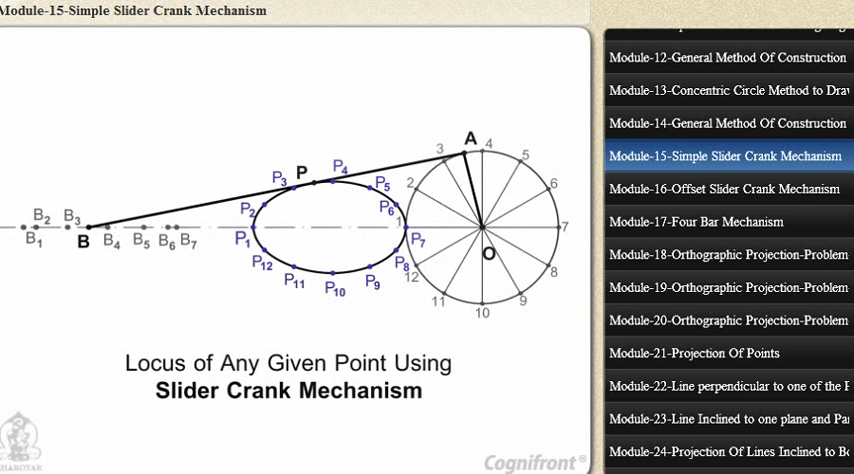 Module-15-Simple Slider Crank Mechanism
A
3
4
5
P
P4
P3
P5
2
6
P2
P6
B2
B3
1
7
B1
B
B4
B5
B6
B7
P1
P7
O
P12
P8
12
8
P11
P10
P9
11
10
9
Locus of Any Given Point Using
Slider Crank Mechanism
HAROTAR
Cognifront®
Module-12-General Method Of Construction
Module-13-Concentric Circle Method to Drav
Module-14-General Method Of Construction
Module-15-Simple Slider Crank Mechanism
Module-16-Offset Slider Crank Mechanism
Module-17-Four Bar Mechanism
Module-18-Orthographic Projection-Problem
Module-19-Orthographic Projection-Problem
Module-20-Orthographic Projection-Problem
Module-21-Projection Of Points
Module-22-Line perpendicular to one of the F
Module-23-Line Inclined to one plane and Pa
Module-24-Projection Of Lines Inclined to Bo